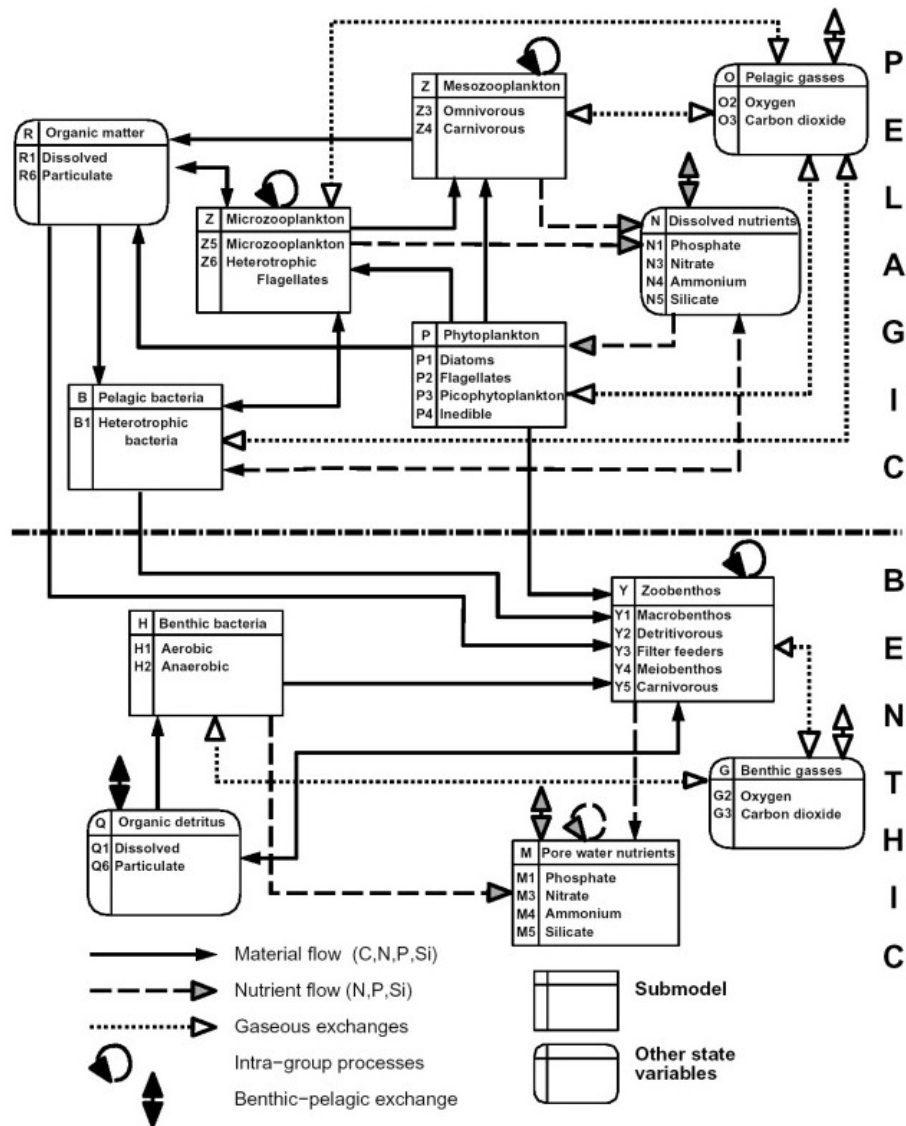 P
E
L
A
G
I
C
O Pelagic gasses
O2 Oxygen
O3 Carbon dioxide
Z Mesozooplankton
Z3 Omnivorous
Z4 Carnivorous
R Organic matter
R1 Dissolved
R6 Particulate
Z Microzooplankton
Z5 Microzooplankton
Z6 Heterotrophic
Flagellates
N Dissolved nutrients
N1 Phosphate
N3 Nitrate
N4 Ammonium
N5 Silicate
P Phytoplankton
P1 Diatoms
P2 Flagellates
P3 Picophytoplankton
P4 Inedible
B Pelagic bacteria
B1 Heterotrophic
bacteria
B
E
N
T
H
I
C
Y Zoobenthos
Y1 Macrobenthos
Y2 Detritivorous
Y3 Filter feeders
Y4 Meiobenthos
Y5 Carnivorous
H Benthic bacteria
H1 Aerobic
H2 Anaerobic
G Benthic gasses
G2 Oxygen
G3 Carbon dioxide
Q Organic detritus
Q1 Dissolved
Q6 Particulate
M Pore water nutrients
M1 Phosphate
M3 Nitrate
M4 Ammonium
M5 Silicate
Material flow (C,N,P,Si)
Nutrient flow (N,P,Si)
Gaseous exchanges
Intra-group processes
Benthic-pelagic exchange
Submodel
Other state
variables